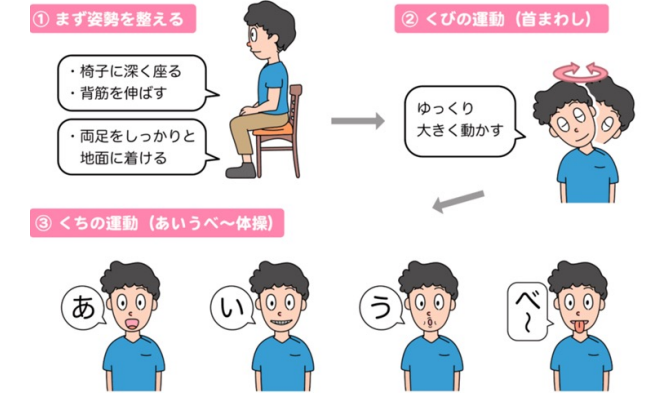 ① まず姿勢を整える
・椅子に深く座る
・背筋を伸ばす
・両足をしっかりと
地面に着ける
② くびの運動（首まわし）
ゆっくり
大きく動かす
③ くちの運動（あいうべ～体操）
あ
い
う
べ～